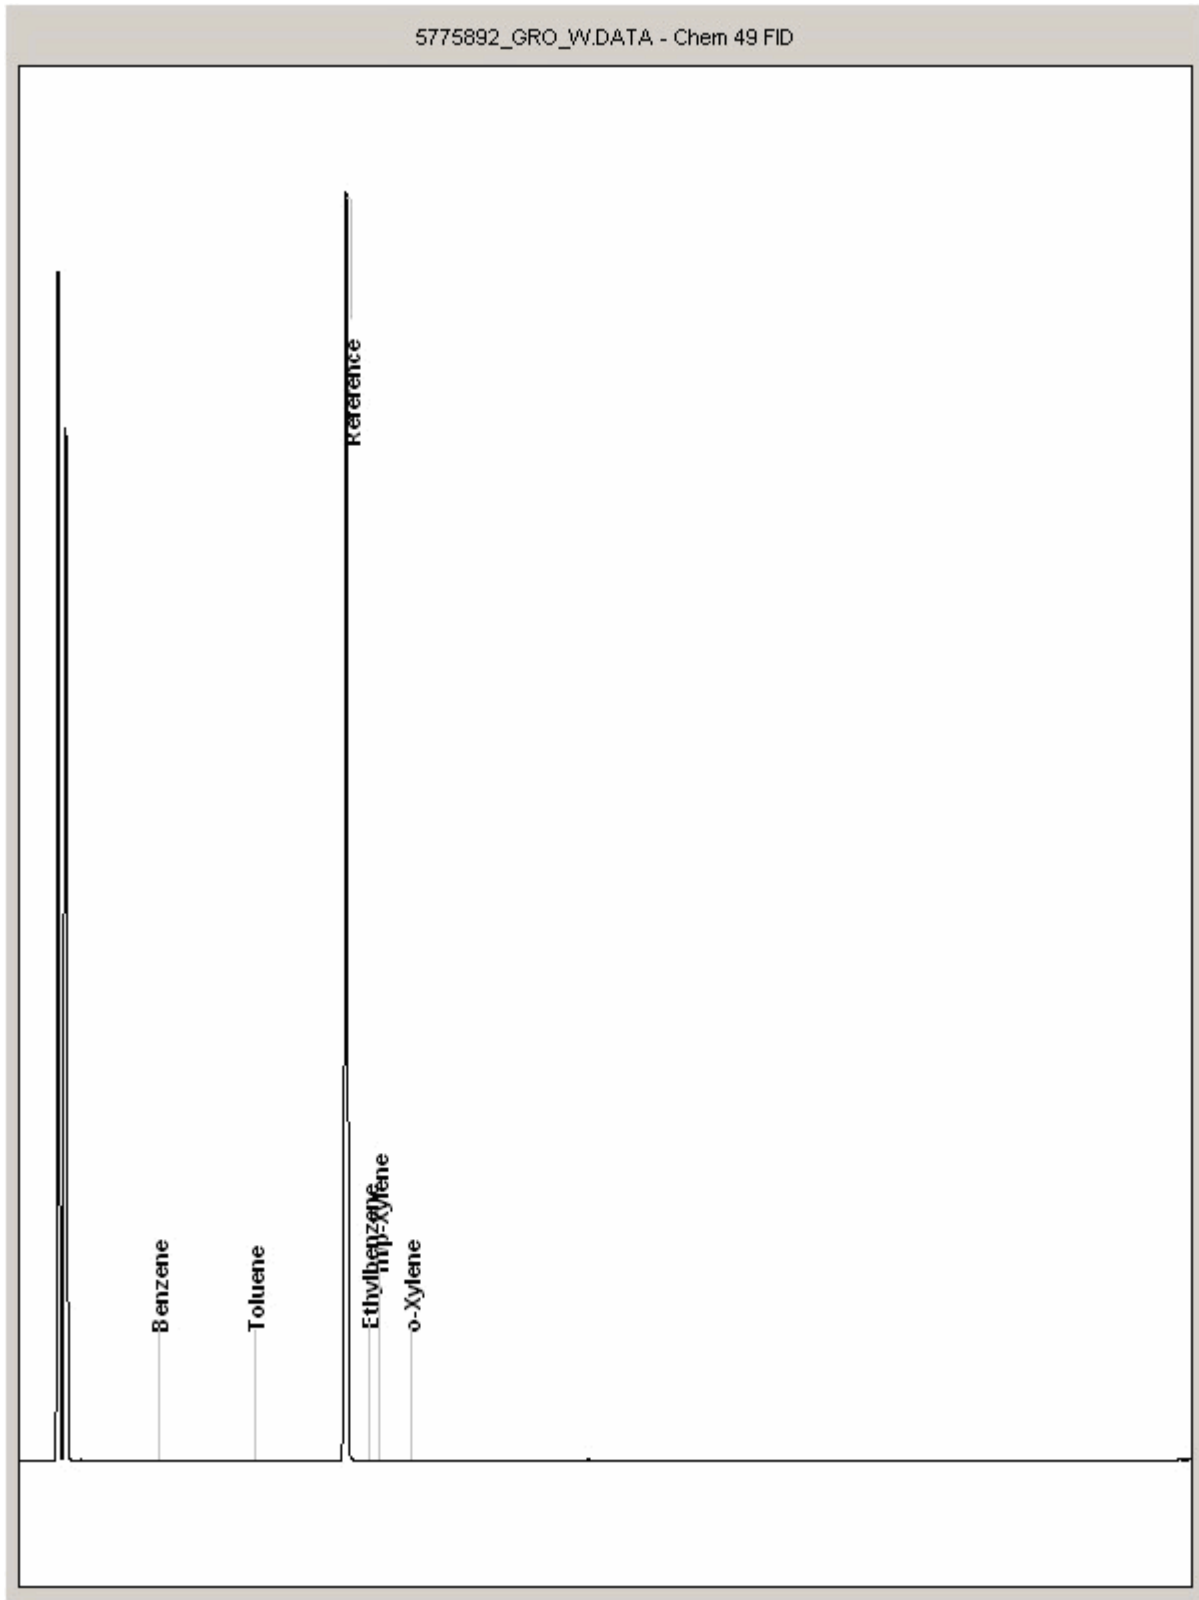 5775892_GRO_W.DATA - Chem 49 FID
Reference
Benzene
Toluene
Ethylbenzene
m/p-Xylene
o-Xylene